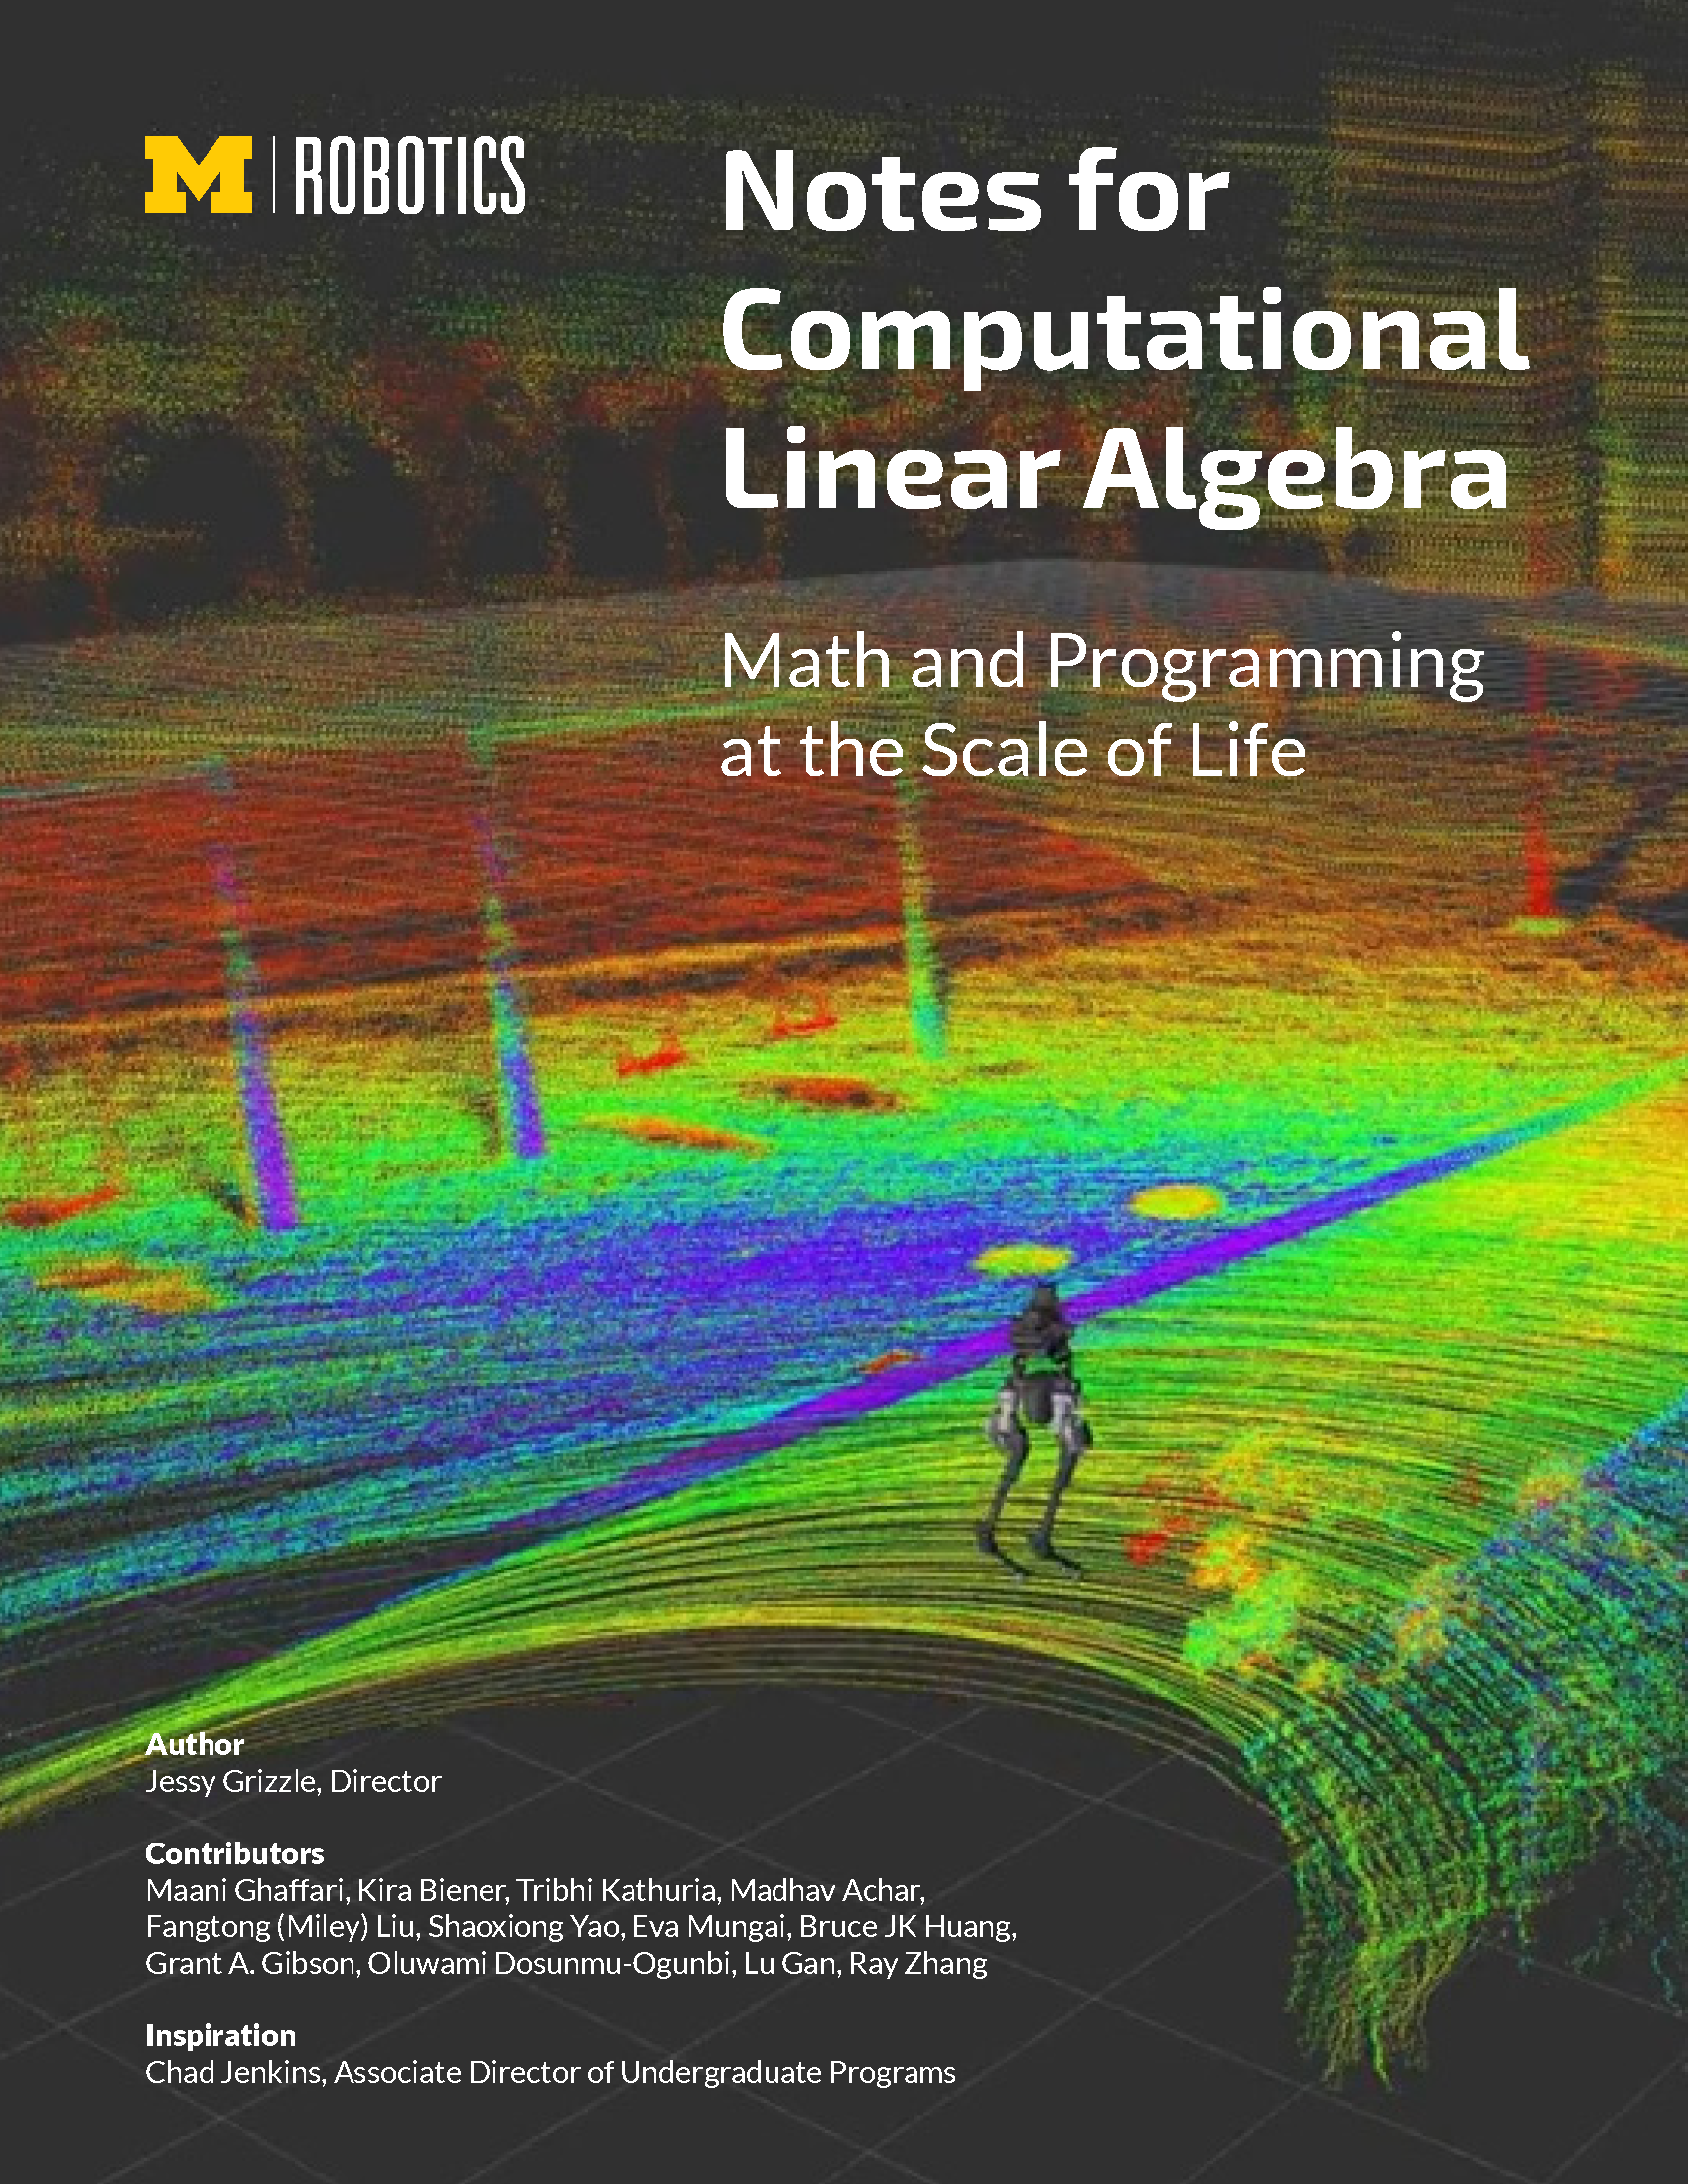 M | ROBOTICS
Notes for
Computational
Linear Algebra
Math and Programming
at the Scale of Life
Author
Jessy Grizzle, Director
Contributors
Maani Ghaffari, Kira Biener, Tribhi Kathuria, Madhav Achar,
Fangtong (Miley) Liu, Shaoxiong Yao, Eva Mungai, Bruce JK Huang,
Grant A. Gibson, Oluwami Dosunmu-Ogunbi, Lu Gan, Ray Zhang
Inspiration
Chad Jenkins, Associate Director of Undergraduate Programs